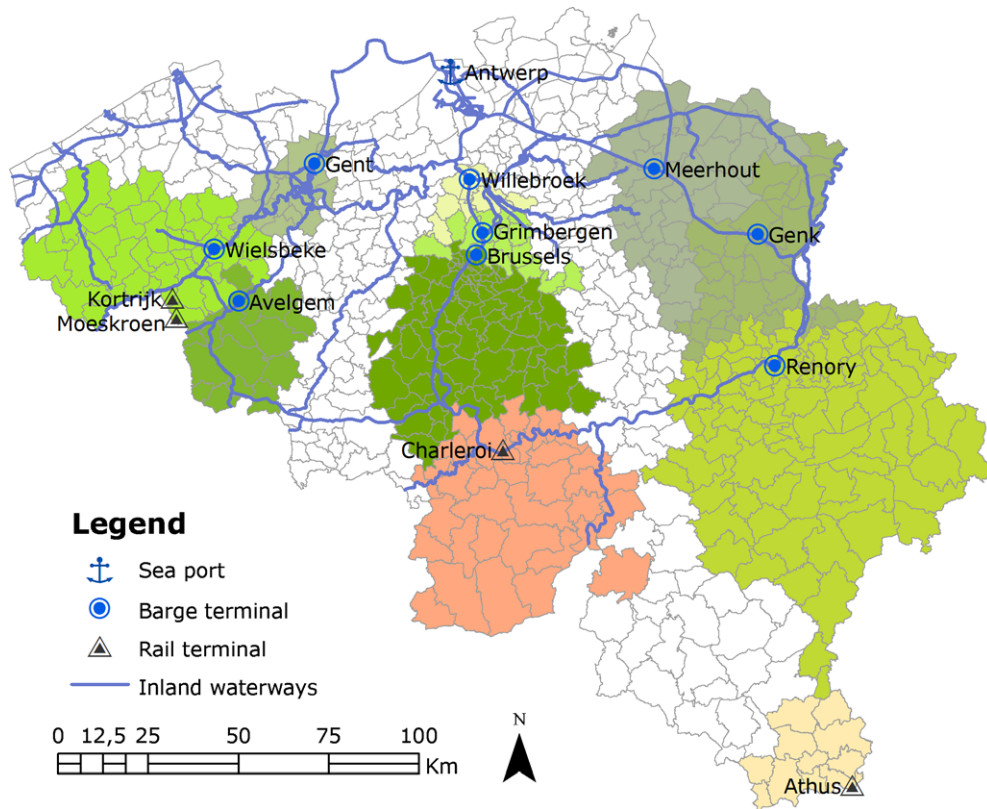 Antwerp
Gent
Meerhout
Willebroek
Grimbergen
Genk
Wielsbeke
Brussels
Kortrijk
Avelgem
Moeskroen
Renory
Charleroi
Legend
Sea port
Barge terminal
Rail terminal
Inland waterways
N
0 12,5 25 50 75 100
Km
Athus